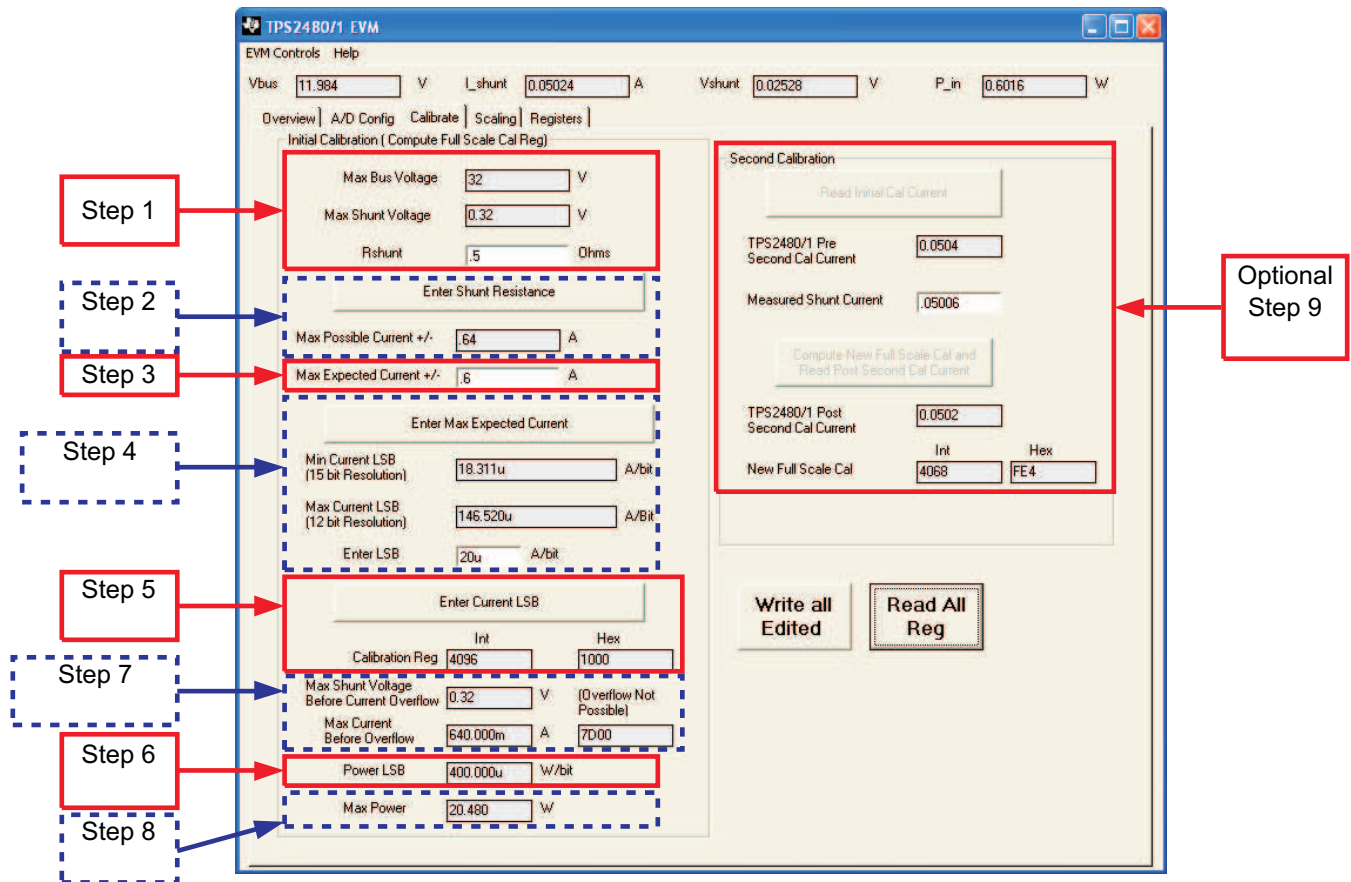 TPS2480/1 EVM
EVM Controls Help
Vbus 11.984 V I_shunt 0.05024 A Vshunt 0.02528 V P_in 0.6016 W
Overview A/D Config Calibrate Scaling Registers
Initial Calibration ( Compute Full Scale Cal Reg)
Step 1
Max Bus Voltage 32 V
Max Shunt Voltage 0.32 V
Rshunt .5 Ohms
Step 2
Enter Shunt Resistance
Max Possible Current +/- .64 A
Step 3
Max Expected Current +/- .6 A
Step 4
Enter Max Expected Current
Min Current LSB
(15 bit Resolution) 18.311u A/bit
Max Current LSB
(12 bit Resolution) 146.520u A/Bit
Enter LSB 20u A/bit
Step 5
Enter Current LSB
Int Hex
Calibration Reg 4096 1000
Step 7
Max Shunt Voltage
Before Current Overflow 0.32 V (Overflow Not
Possible)
Max Current
Before Overflow 640.000m A 7D00
Step 6
Power LSB 400.000u W/bit
Step 8
Max Power 20.480 W
Second Calibration
Read Initial Cal Current
TPS2480/1 Pre
Second Cal Current 0.0504
Measured Shunt Current .05006
Compute New Full Scale Cal and
Read Post Second Cal Current
TPS2480/1 Post
Second Cal Current 0.0502
Int Hex
New Full Scale Cal 4068 FE4
Optional
Step 9
Write all
Edited
Read All
Reg